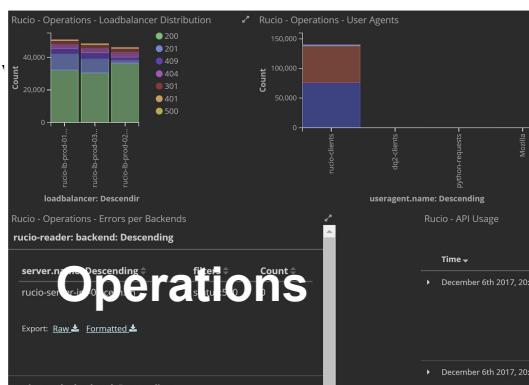 Rucio - Operations - Loadbalancer Distribution
Count
40,000
20,000
0
200
201
409
404
301
401
500
rucio-lb-prod-01...
rucio-lb-prod-03...
rucio-lb-prod-02...
loadbalancer: Descendir
Rucio - Operations - User Agents
Count
150,000
100,000
50,000
0
rucio-clients
dq2-clients
python-requests
Mozilla
useragent.name: Descending
Rucio - Operations - Errors per Backends
rucio-reader: backend: Descending
server.name: Descending
filters
Count
Operations
Export: Raw Formatted
Rucio - API Usage
Time
December 6th 2017, 20:
December 6th 2017, 20: